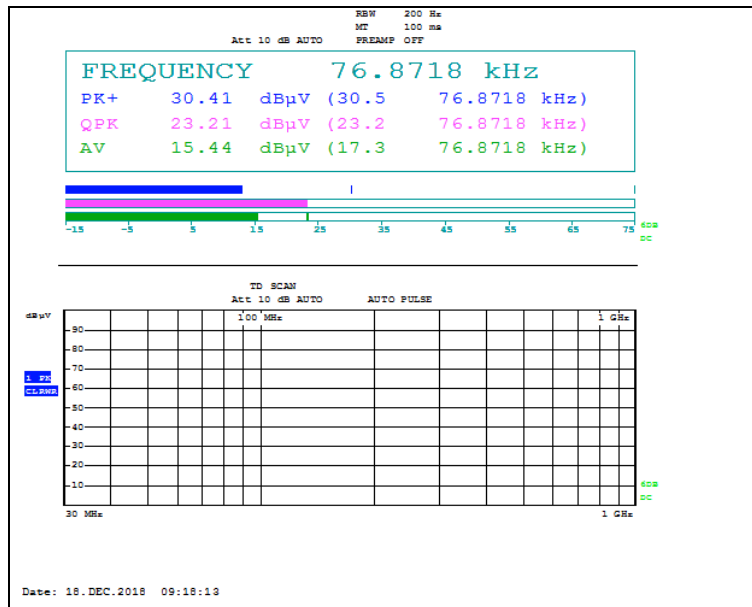 RBW 200 Hz
MT 100 ms
Att 10 dB AUTO PREAMP OFF
FREQUENCY 76.8718 kHz
PK+ 30.41 dBµV (30.5 76.8718 kHz)
QPK 23.21 dBµV (23.2 76.8718 kHz)
AV 15.44 dBµV (17.3 76.8718 kHz)
-15 -5 5 15 25 35 45 55 65 75
6DB
DC
TD SCAN
Att 10 dB AUTO AUTO PULSE
dBµV
100 MHz 1 GHz
90
80
70
1 PK
60
CLRWR
50
40
30
20
10
6DB
DC
30 MHz 1 GHz
Date: 18.DEC.2018 09:18:13